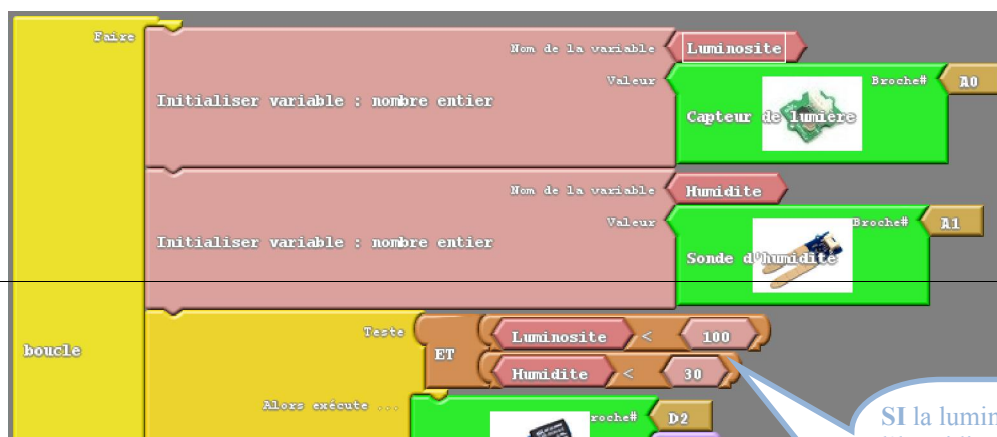 Faire
Nom de la variable Luminosite
Valeur
Broche# A0
Initialiser variable : nombre entier
Capteur de lumière
Nom de la variable Humidite
Valeur
Broche# A1
Initialiser variable : nombre entier
Sonde d'humidité
boucle
Teste
ET
Luminosite < 100
Humidite < 30
Alors exécute ...
roche# D2
SI la lumin